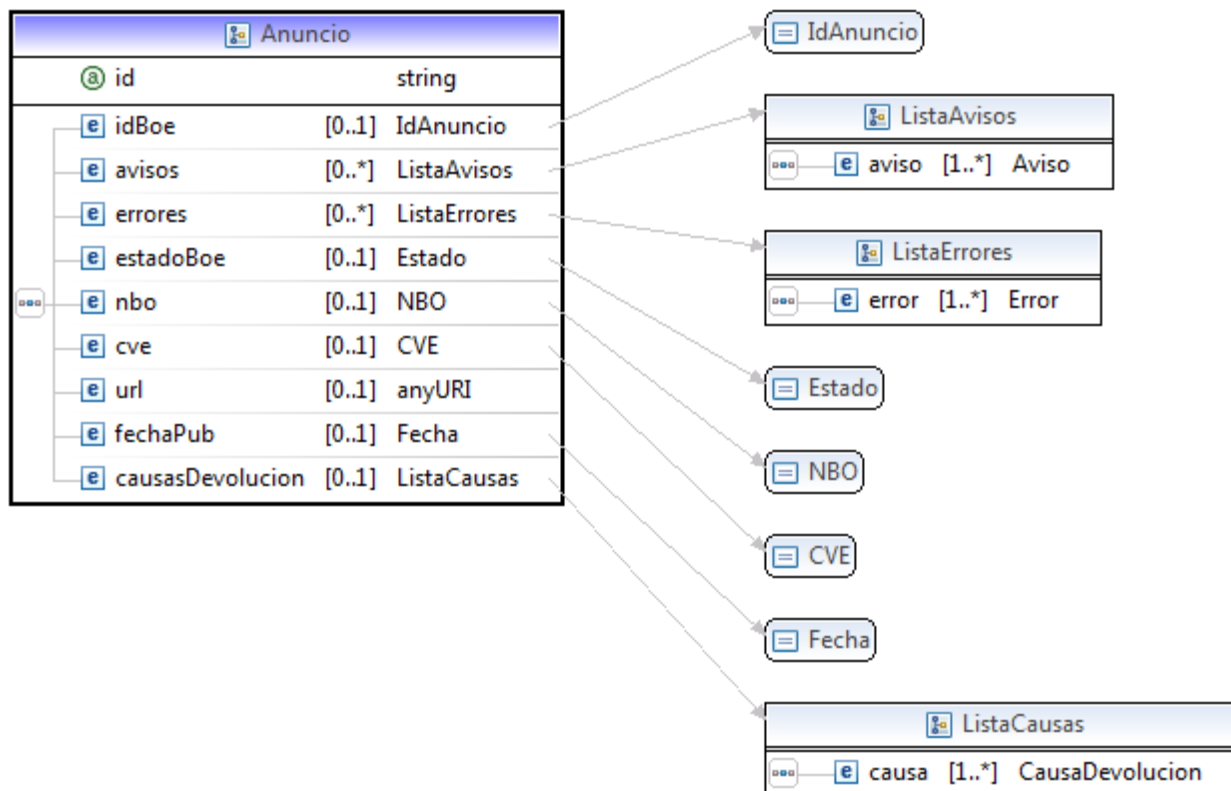 Anuncio
id string
idBoe [0..1] IdAnuncio
avisos [0..*] ListaAvisos
errores [0..*] ListaErrores
estadoBoe [0..1] Estado
nbo [0..1] NBO
cve [0..1] CVE
url [0..1] anyURI
fechaPub [0..1] Fecha
causasDevolucion [0..1] ListaCausas
IdAnuncio
ListaAvisos
aviso [1..*] Aviso
ListaErrores
error [1..*] Error
Estado
NBO
CVE
Fecha
ListaCausas
causa [1..*] CausaDevolucion